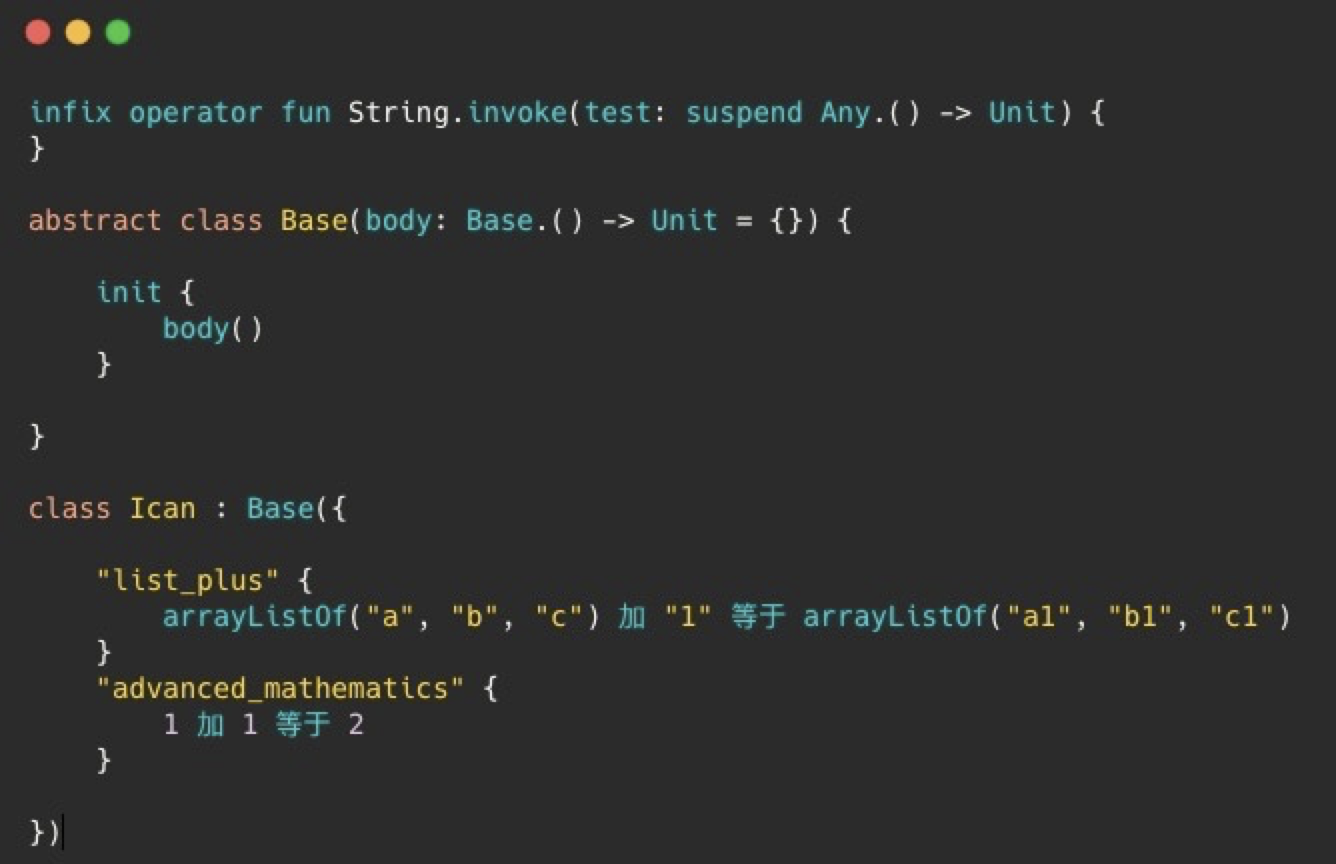 infix operator fun String.invoke(test: suspend Any.() -> Unit) {
}
abstract class Base(body: Base.() -> Unit = {}) {
init {
body()
}
}
class Ican : Base({
"list_plus" {
arrayListOf("a", "b", "c") 加 "1" 等于 arrayListOf("a1", "b1", "c1")
}
"advanced_mathematics" {
1 加 1 等于 2
}
})